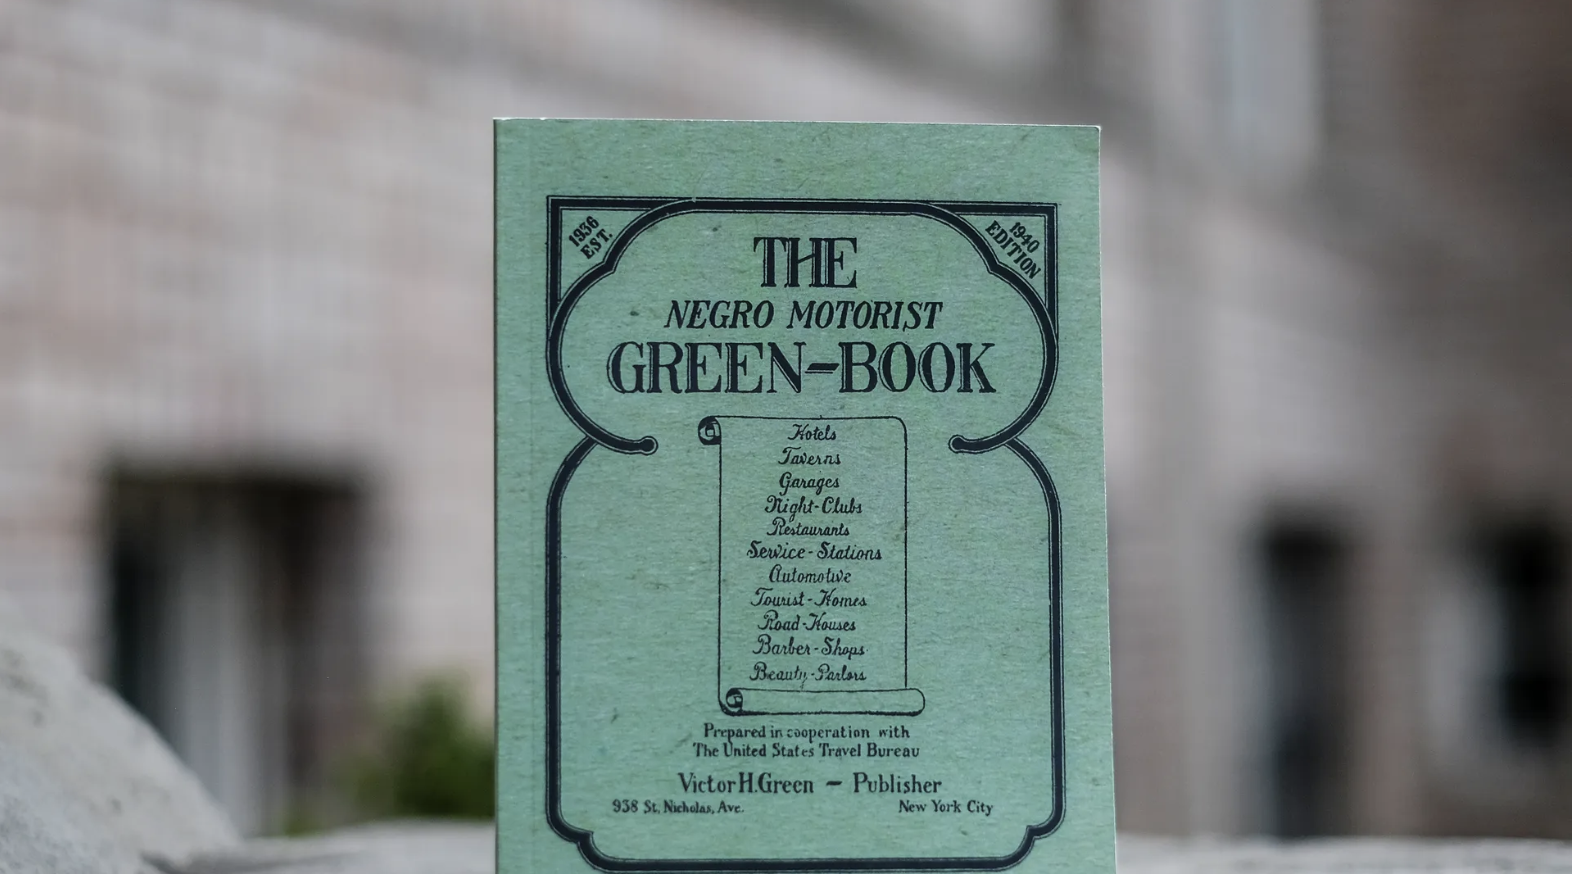 1936
EST.
1940
EDITION
THE
NEGRO MOTORIST
GREEN-BOOK
Hotels
Taverns
Garages
Night-Clubs
Restaurants
Service-Stations
Automotive
Tourist-Homes
Road-Houses
Barber-Shops
Beauty-Parlors
Prepared in cooperation with
The United States Travel Bureau
Victor H. Green — Publisher
938 St. Nicholas, Ave.
New York City